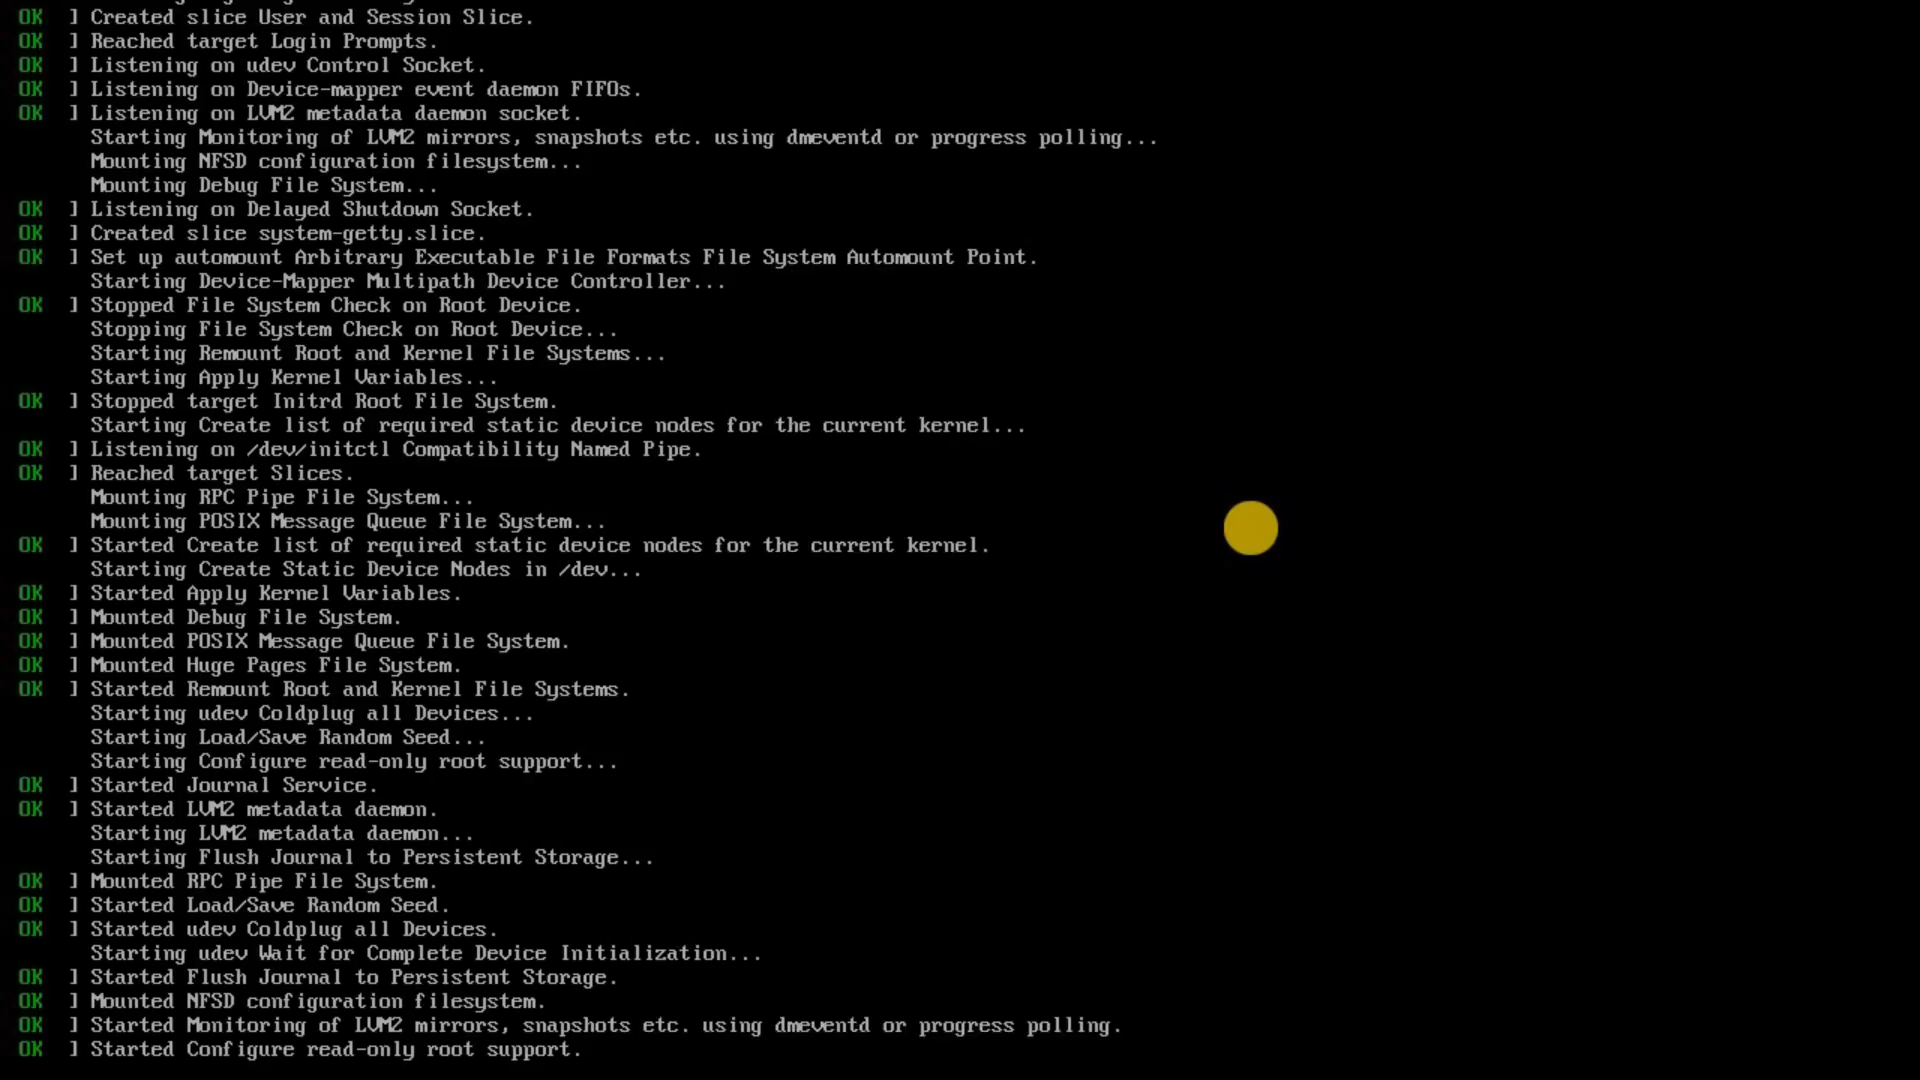 OK ] Created slice User and Session Slice.
OK ] Reached target Login Prompts.
OK ] Listening on udev Control Socket.
OK ] Listening on Device-mapper event daemon FIFOs.
OK ] Listening on LVM2 metadata daemon socket.
Starting Monitoring of LVM2 mirrors, snapshots etc. using dmeventd or progress polling...
Mounting NFSD configuration filesystem...
Mounting Debug File System...
OK ] Listening on Delayed Shutdown Socket.
OK ] Created slice system-getty.slice.
OK ] Set up automount Arbitrary Executable File Formats File System Automount Point.
Starting Device-Mapper Multipath Device Controller...
OK ] Stopped File System Check on Root Device.
Stopping File System Check on Root Device...
Starting Remount Root and Kernel File Systems...
Starting Apply Kernel Variables...
OK ] Stopped target Initrd Root File System.
Starting Create list of required static device nodes for the current kernel...
OK ] Listening on /dev/initctl Compatibility Named Pipe.
OK ] Reached target Slices.
Mounting RPC Pipe File System...
Mounting POSIX Message Queue File System...
OK ] Started Create list of required static device nodes for the current kernel.
Starting Create Static Device Nodes in /dev...
OK ] Started Apply Kernel Variables.
OK ] Mounted Debug File System.
OK ] Mounted POSIX Message Queue File System.
OK ] Mounted Huge Pages File System.
OK ] Started Remount Root and Kernel File Systems.
Starting udev Coldplug all Devices...
Starting Load/Save Random Seed...
Starting Configure read-only root support...
OK ] Started Journal Service.
OK ] Started LVM2 metadata daemon.
Starting LVM2 metadata daemon...
Starting Flush Journal to Persistent Storage...
OK ] Mounted RPC Pipe File System.
OK ] Started Load/Save Random Seed.
OK ] Started udev Coldplug all Devices.
Starting udev Wait for Complete Device Initialization...
OK ] Started Flush Journal to Persistent Storage.
OK ] Mounted NFSD configuration filesystem.
OK ] Started Monitoring of LVM2 mirrors, snapshots etc. using dmeventd or progress polling.
OK ] Started Configure read-only root support.